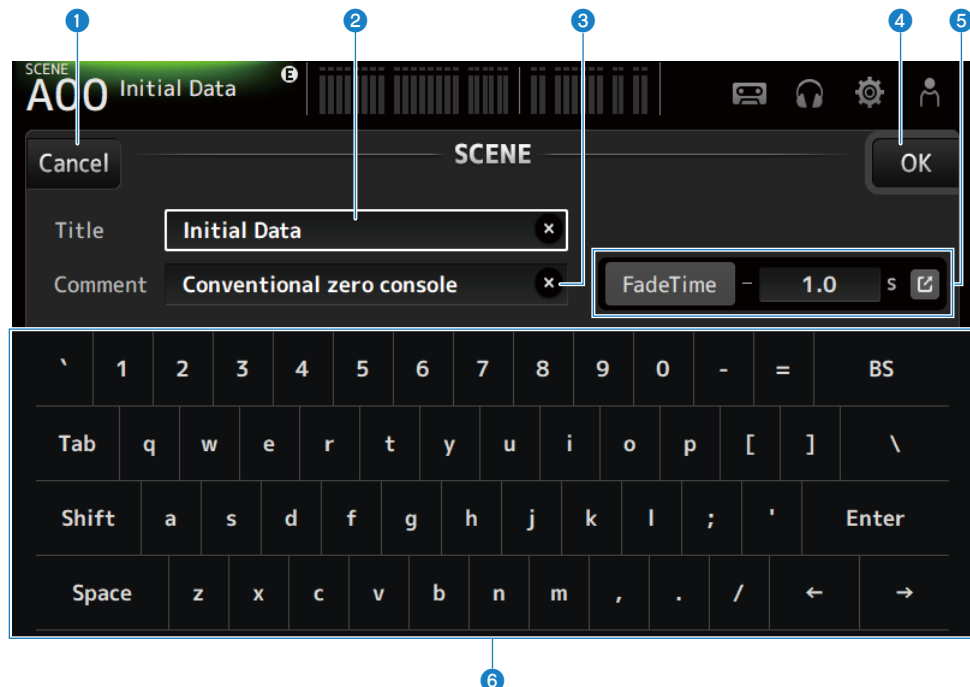 1 2 3 4 5
SCENE
A00 Initial Data E
Cancel SCENE OK
Title Initial Data ×
Comment Conventional zero console × FadeTime – 1.0 s
` 1 2 3 4 5 6 7 8 9 0 - = BS
Tab q w e r t y u i o p [ ] \
Shift a s d f g h j k l ; ' Enter
Space z x c v b n m , . / ← →
6